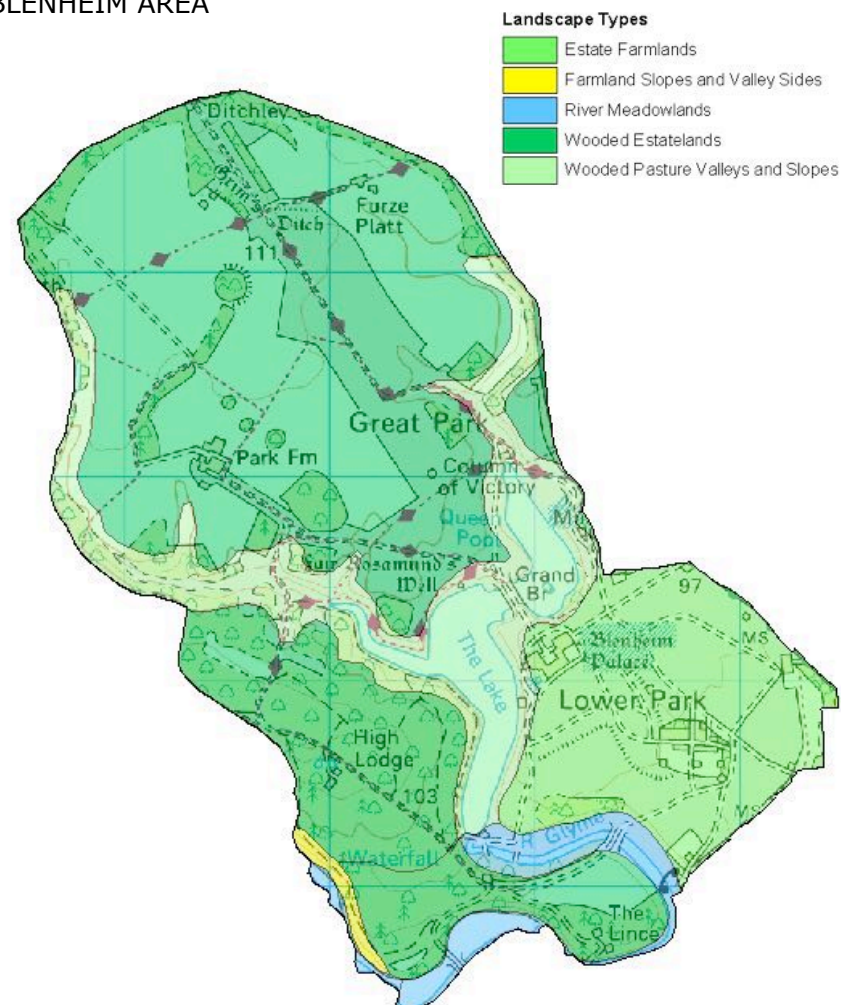 BLENHEIM AREA
Landscape Types
Estate Farmlands
Farmland Slopes and Valley Sides
River Meadowlands
Wooded Estatelands
Wooded Pasture Valleys and Slopes
Ditchley
Grim's
Ditch
Furze
Platt
111
Great Park
Park Fm
Column
of Victory
Queen
Pool
Fair Rosamund's
Well
Grand
Br
97
Blenheim
Palace
MS
The Lake
Lower Park
High
Lodge
103
MS
R Glyme
Waterfall
The
Lince